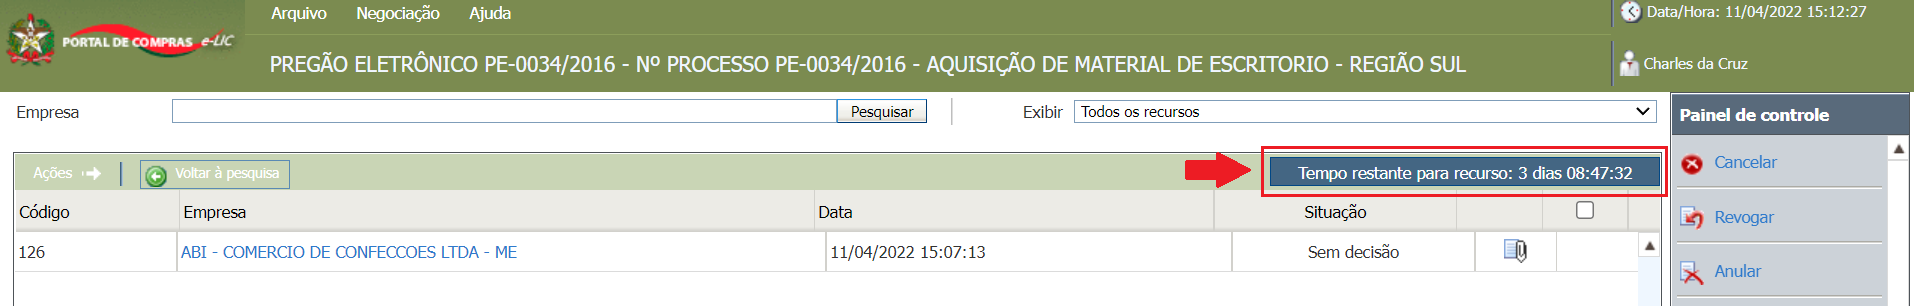 Arquivo Negociação Ajuda
Data/Hora: 11/04/2022 15:12:27
PORTAL DE COMPRAS e-LIC
PREGÃO ELETRÔNICO PE-0034/2016 - Nº PROCESSO PE-0034/2016 - AQUISIÇÃO DE MATERIAL DE ESCRITORIO - REGIÃO SUL
Charles da Cruz
Empresa Pesquisar Exibir Todos os recursos
Painel de controle
Ações Voltar à pesquisa Tempo restante para recurso: 3 dias 08:47:32
Cancelar
Código Empresa Data Situação
Revogar
126 ABI - COMERCIO DE CONFECCOES LTDA - ME 11/04/2022 15:07:13 Sem decisão
Anular